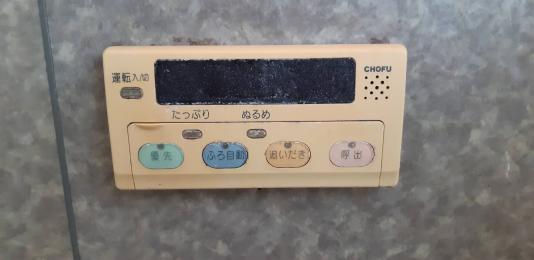 運転入/切
CHOFU
たっぷり ぬるめ
優先 ふろ自動 追いだき 呼出